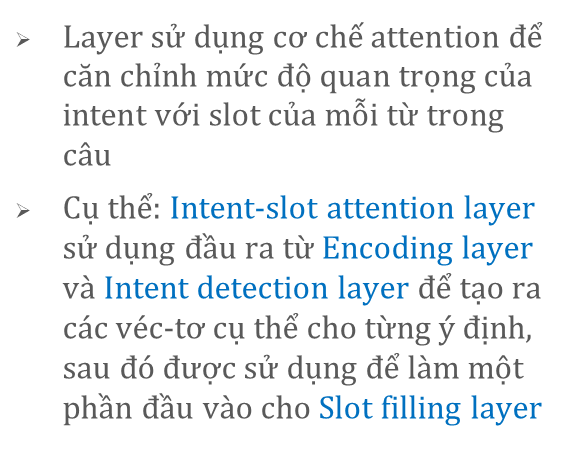 ➢ Layer sử dụng cơ chế attention để
căn chỉnh mức độ quan trọng của
intent với slot của mỗi từ trong
câu
➢ Cụ thể: Intent-slot attention layer
sử dụng đầu ra từ Encoding layer
và Intent detection layer để tạo ra
các véc-tơ cụ thể cho từng ý định,
sau đó được sử dụng để làm một
phần đầu vào cho Slot filling layer